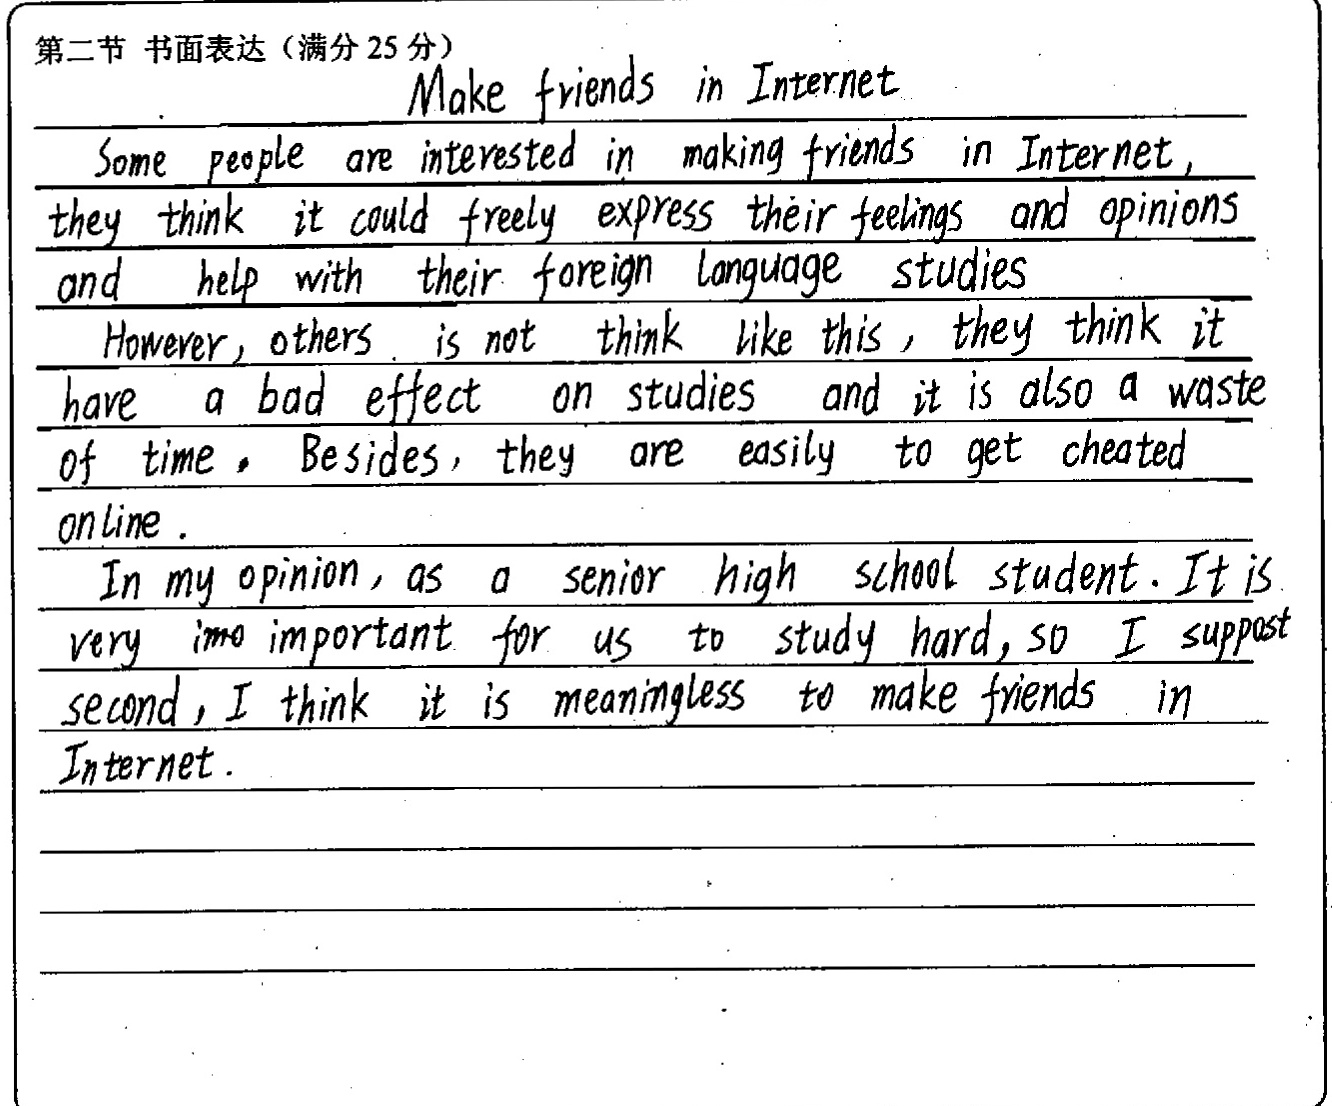 第二节 书面表达（满分 25 分）
Make friends in Internet
Some people are interested in making friends in Internet,
they think it could freely express their feelings and opinions
and help with their foreign language studies
However, others is not think like this, they think it
have a bad effect on studies and it is also a waste
of time. Besides, they are easily to get cheated
online.
In my opinion, as a senior high school student. It is
very imo important for us to study hard, so I suppost
second, I think it is meaningless to make friends in
Internet.